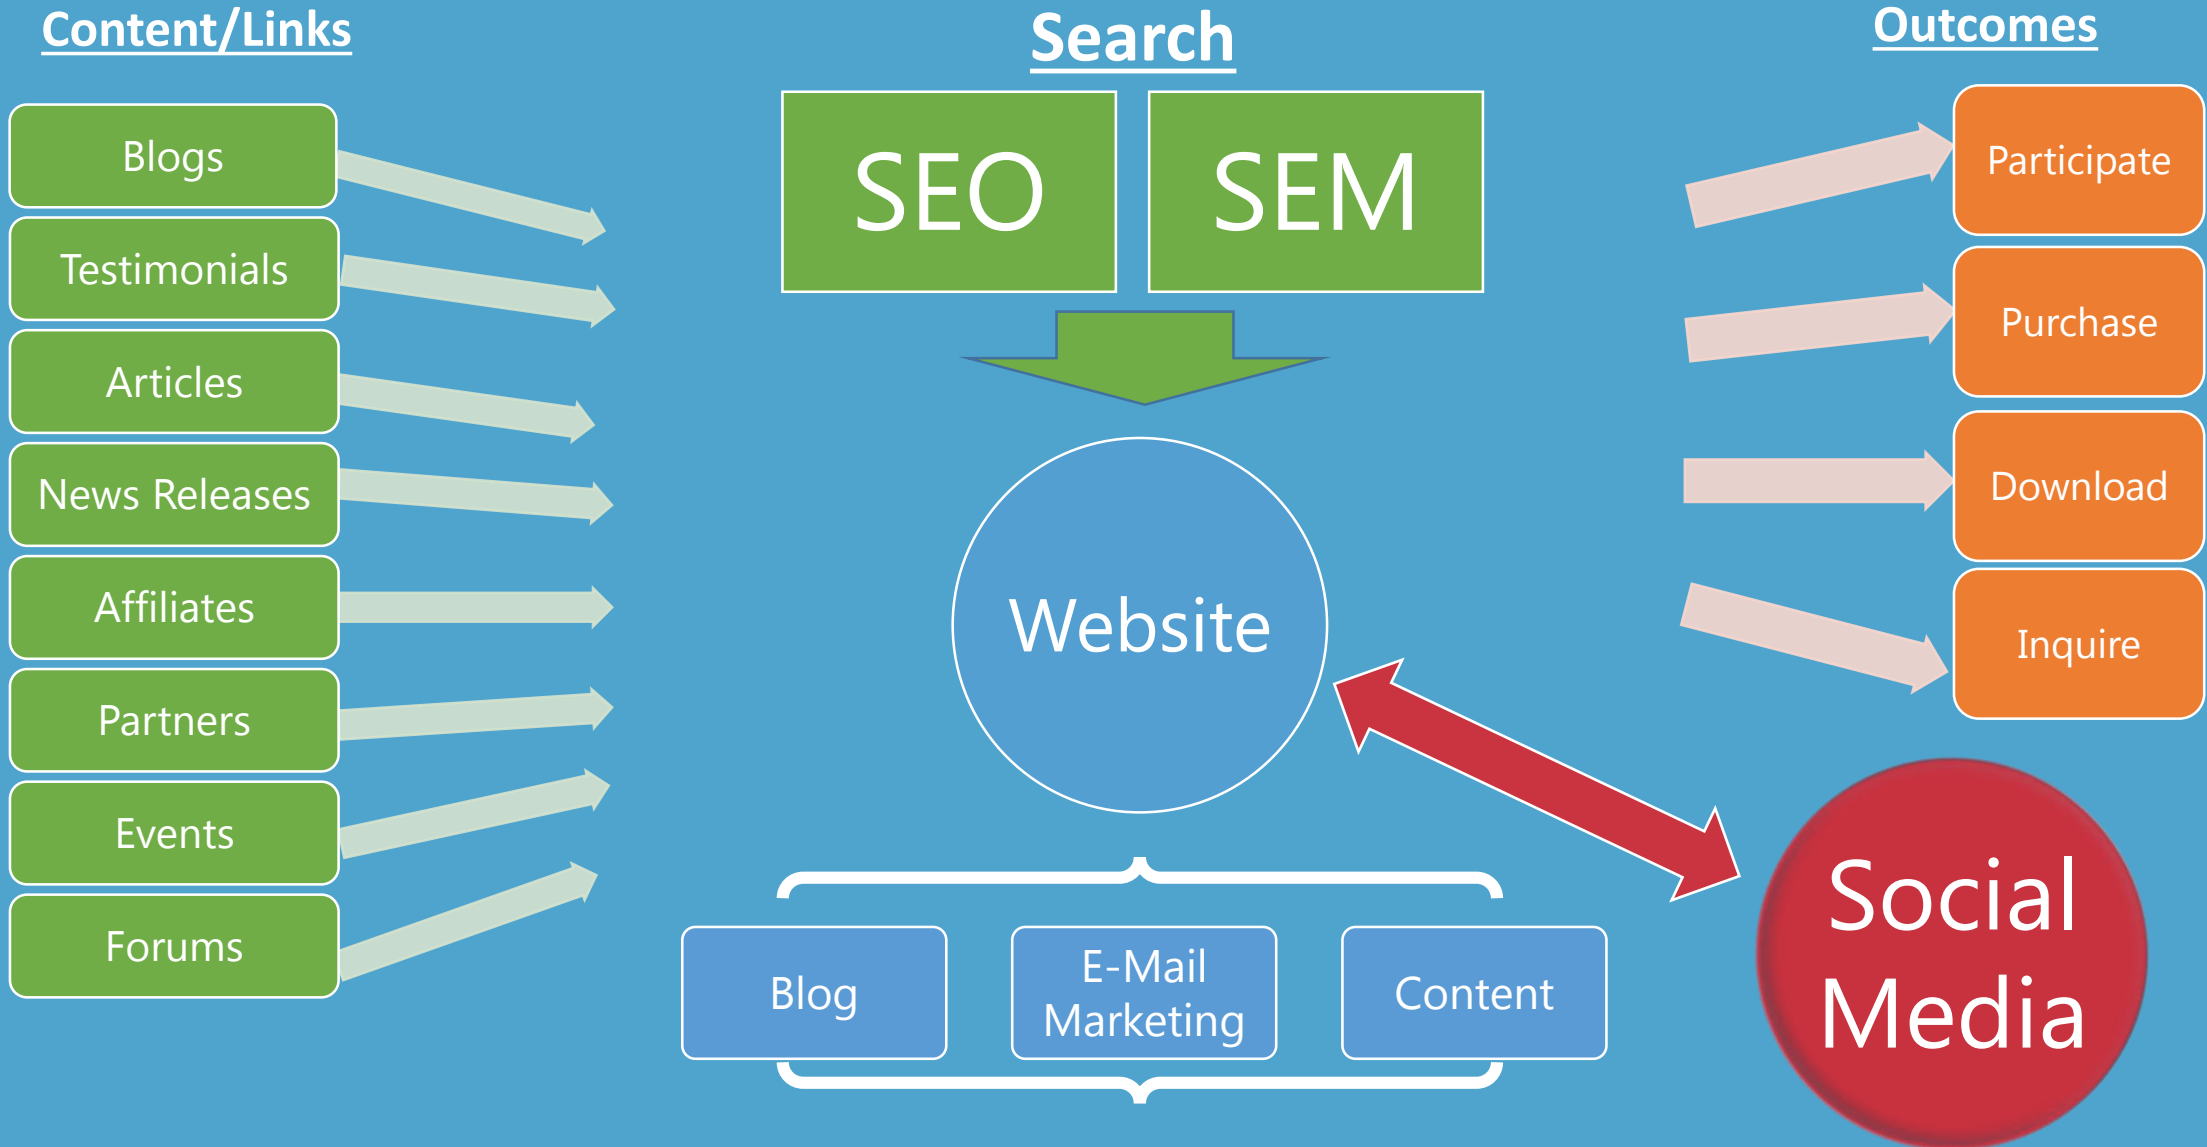 Content/Links
Search
Outcomes
Blogs
Testimonials
Articles
News Releases
Affiliates
Partners
Events
Forums
SEO
SEM
Website
Blog
E-Mail
Marketing
Content
Participate
Purchase
Download
Inquire
Social
Media